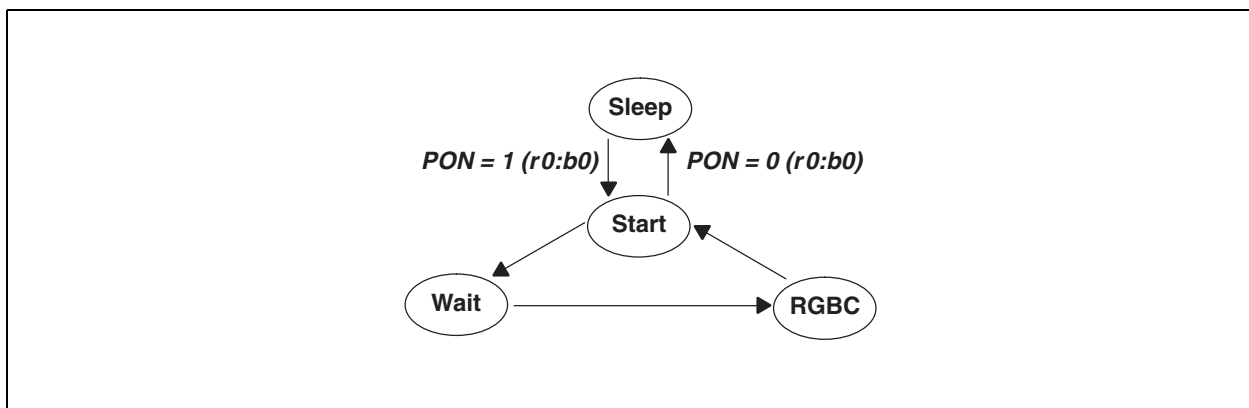 Sleep
PON = 1 (r0:b0)
PON = 0 (r0:b0)
Start
Wait
RGBC